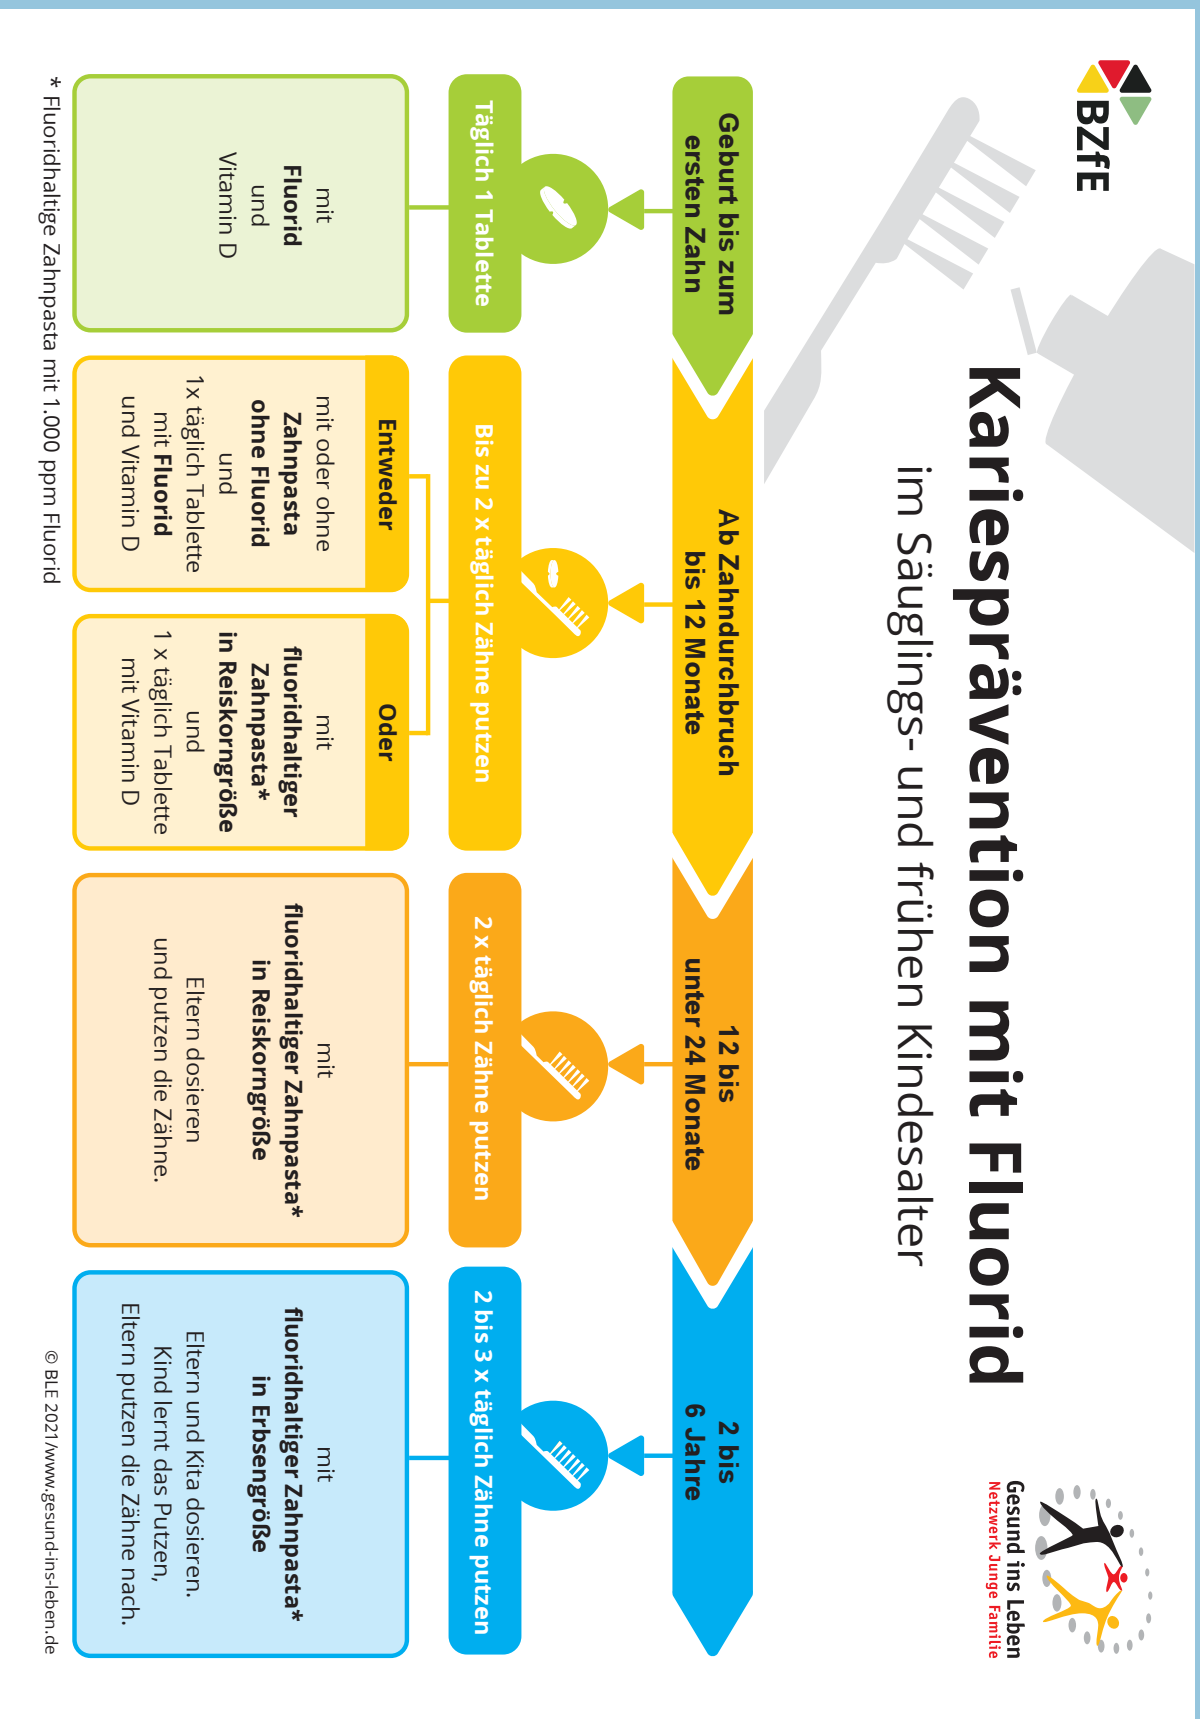 BZfE
Kariesprävention mit Fluorid
im Säuglings- und frühen Kindesalter
Gesund ins Leben
Netzwerk Junge Familie
Geburt bis zum
ersten Zahn
Täglich 1 Tablette
mit
Fluorid
und
Vitamin D
Ab Zahndurchbruch
bis 12 Monate
Bis zu 2 x täglich Zähne putzen
Entweder
mit oder ohne
Zahnpasta
ohne Fluorid
und
1x täglich Tablette
mit Fluorid
und Vitamin D
Oder
mit
fluoridhaltiger
Zahnpasta*
in Reiskorngröße
und
1 x täglich Tablette
mit Vitamin D
12 bis
unter 24 Monate
2 x täglich Zähne putzen
mit
fluoridhaltiger Zahnpasta*
in Reiskorngröße
Eltern dosieren
und putzen die Zähne.
2 bis
6 Jahre
2 bis 3 x täglich Zähne putzen
mit
fluoridhaltiger Zahnpasta*
in Erbsengröße
Eltern und Kita dosieren.
Kind lernt das Putzen,
Eltern putzen die Zähne nach.
* Fluoridhaltige Zahnpasta mit 1.000 ppm Fluorid
© BLE 2021/www.gesund-ins-leben.de